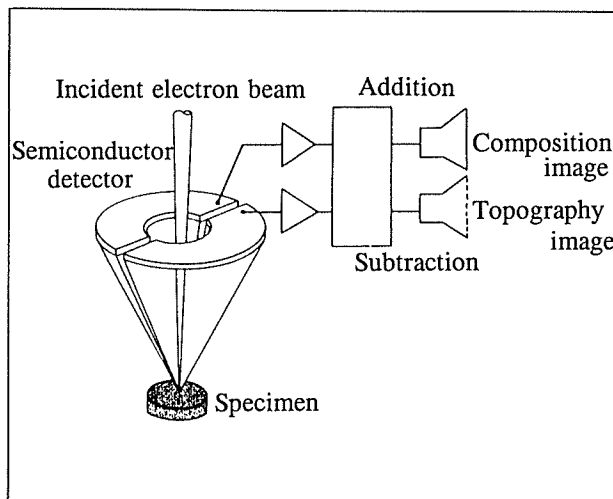 Incident electron beam
Addition
Semiconductor
detector
Composition
image
Topography
image
Subtraction
Specimen